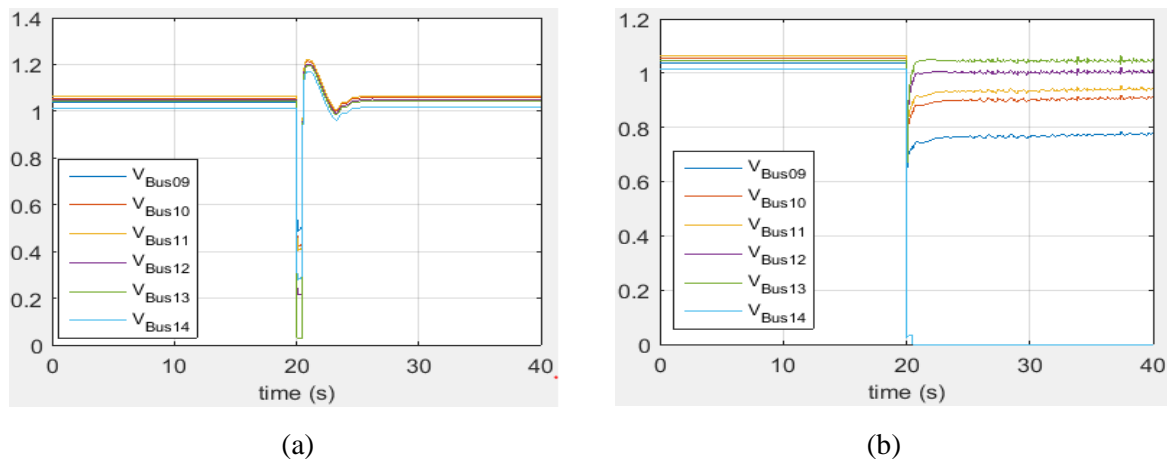 1.4
1.2
1
0.8
0.6
0.4
0.2
0
0 10 20 30 40
time (s)
V_Bus09
V_Bus10
V_Bus11
V_Bus12
V_Bus13
V_Bus14
(a)
1.2
1
0.8
0.6
0.4
0.2
0
0 10 20 30 40
time (s)
V_Bus09
V_Bus10
V_Bus11
V_Bus12
V_Bus13
V_Bus14
(b)